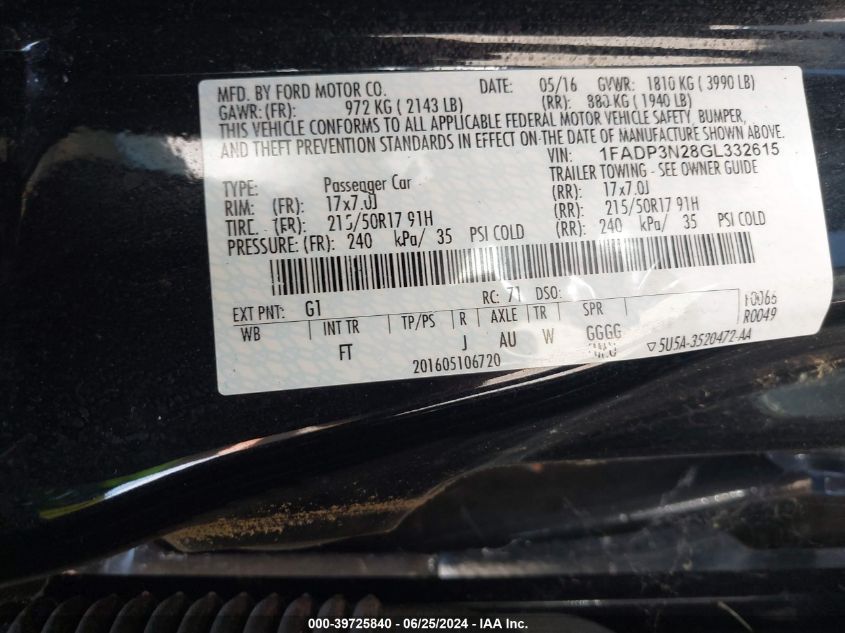 MFD. BY FORD MOTOR CO. DATE: 05/16 GVWR: 1810 KG ( 3990 LB)
GAWR: (FR): 972 KG ( 2143 LB) (RR): 880 KG ( 1940 LB)
THIS VEHICLE CONFORMS TO ALL APPLICABLE FEDERAL MOTOR VEHICLE SAFETY, BUMPER,
AND THEFT PREVENTION STANDARDS IN EFFECT ON THE DATE OF MANUFACTURE SHOWN ABOVE.
VIN: 1FADP3N28GL332615
TYPE: Passenger Car TRAILER TOWING - SEE OWNER GUIDE
RIM: (FR): 17x7.0J (RR): 17x7.0J
TIRE: (FR): 215/50R17 91H (RR): 215/50R17 91H
PRESSURE: (FR): 240 kPa/ 35 PSI COLD (RR): 240 kPa/ 35 PSI COLD
EXT PNT: G1 RC: 71 DSO: F0066
WB INT TR TP/PS R AXLE TR SPR R0049
FT J AU W GGGG
201605106720 ▽5U5A-3520472-AA
000-39725840 / 06/25/2024 - IAA Inc.